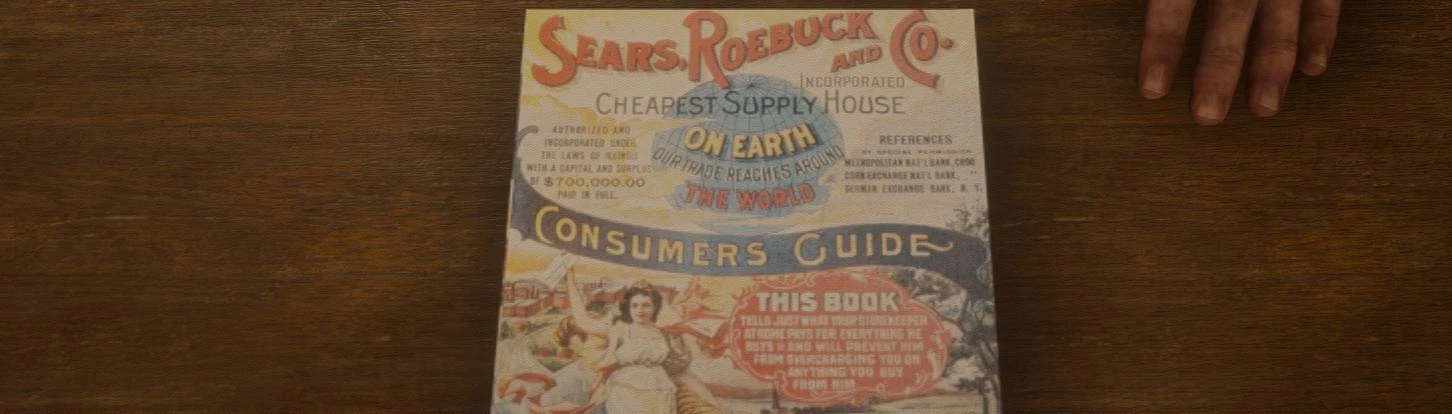 SEARS, ROEBUCK AND CO.
INCORPORATED
CHEAPEST SUPPLY HOUSE
ON EARTH
OUR TRADE REACHES AROUND
THE WORLD
AUTHORIZED AND
INCORPORATED UNDER
THE LAWS OF ILLINOIS
WITH A CAPITAL AND SURPLUS
OF $700,000.00
PAID IN FULL.
REFERENCES
BY SPECIAL PERMISSION
METROPOLITAN NAT'L BANK, CHGO
CORN EXCHANGE NAT'L BANK, "
GERMAN EXCHANGE BANK, N. Y.
CONSUMERS GUIDE
THIS BOOK
TELLS JUST WHAT YOUR STOREKEEPER
AT HOME PAYS FOR EVERYTHING HE
BUYS AND WILL PREVENT HIM
FROM OVERCHARGING YOU ON
ANYTHING YOU BUY
FROM HIM